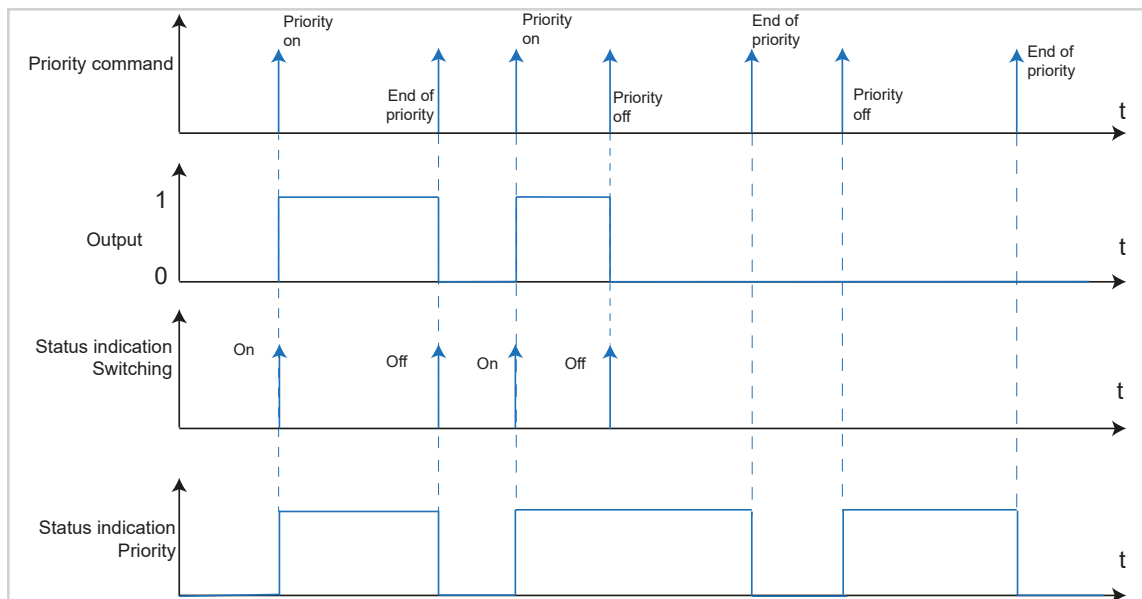 Priority
on
Priority
on
End of
priority
End of
priority
Priority command
End of
priority
Priority
off
Priority
off
t
1
Output
t
0
Status indication
Switching
On
Off
On
Off
t
Status indication
Priority
t